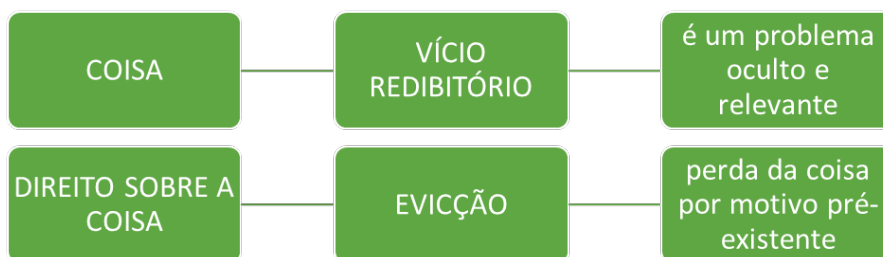 COISA
VÍCIO
REDIBITÓRIO
é um problema
oculto e
relevante
DIREITO SOBRE A
COISA
EVICÇÃO
perda da coisa
por motivo pré-
existente